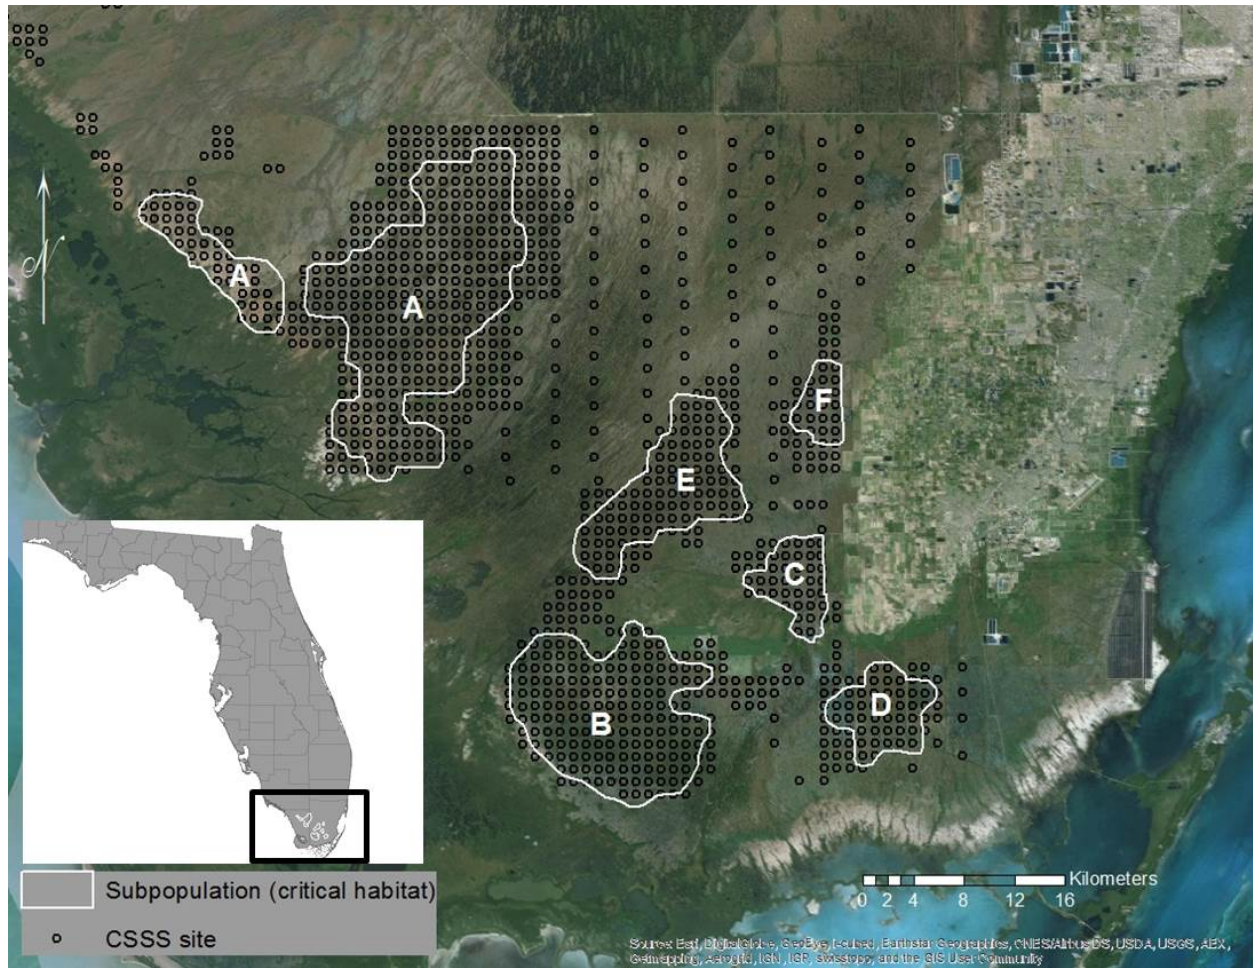 S
A
A
N
F
E
C
B
D
Subpopulation (critical habitat)
CSSS site
Kilometers
0 2 4 8 12 16
Source: Esri, DigitalGlobe, GeoEye, i-cubed, Earthstar Geographics, CNES/Airbus DS, USDA, USGS, AEX,
Getmapping, Aerogrid, IGN, IGP, swisstopo, and the GIS User Community